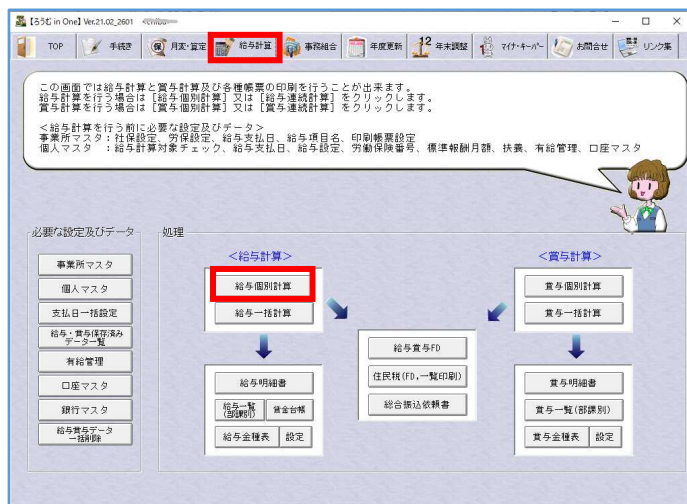 【ろうむ in One】 Ver.21.02_2601
TOP
手続き
月変・算定
給与計算
事務組合
年度更新
12
年末調整
マイナ・キーパー
お問合せ
リンク集
この画面では給与計算と賞与計算及び各種帳票の印刷を行うことが出来ます。
給与計算を行う場合は［給与個別計算］又は［給与連続計算］をクリックします。
賞与計算を行う場合は［賞与個別計算］又は［賞与連続計算］をクリックします。
＜給与計算を行う前に必要な設定及びデータ＞
事業所マスタ：社保設定、労保設定、給与支払日、給与項目名、印刷帳票設定
個人マスタ　：給与計算対象チェック、給与支払日、給与設定、労働保険番号、標準報酬月額、扶養、有給管理、口座マスタ
必要な設定及びデータ
事業所マスタ
個人マスタ
支払日一括設定
給与・賞与保存済み
データ一覧
有給管理
口座マスタ
銀行マスタ
給与賞与データ
一括削除
処理
＜給与計算＞
給与個別計算
給与一括計算
給与明細書
給与一覧
(部課別)
賃金台帳
給与金種表
設定
給与賞与FD
住民税(FD,一覧印刷)
総合振込依頼書
＜賞与計算＞
賞与個別計算
賞与一括計算
賞与明細書
賞与一覧(部課別)
賞与金種表
設定